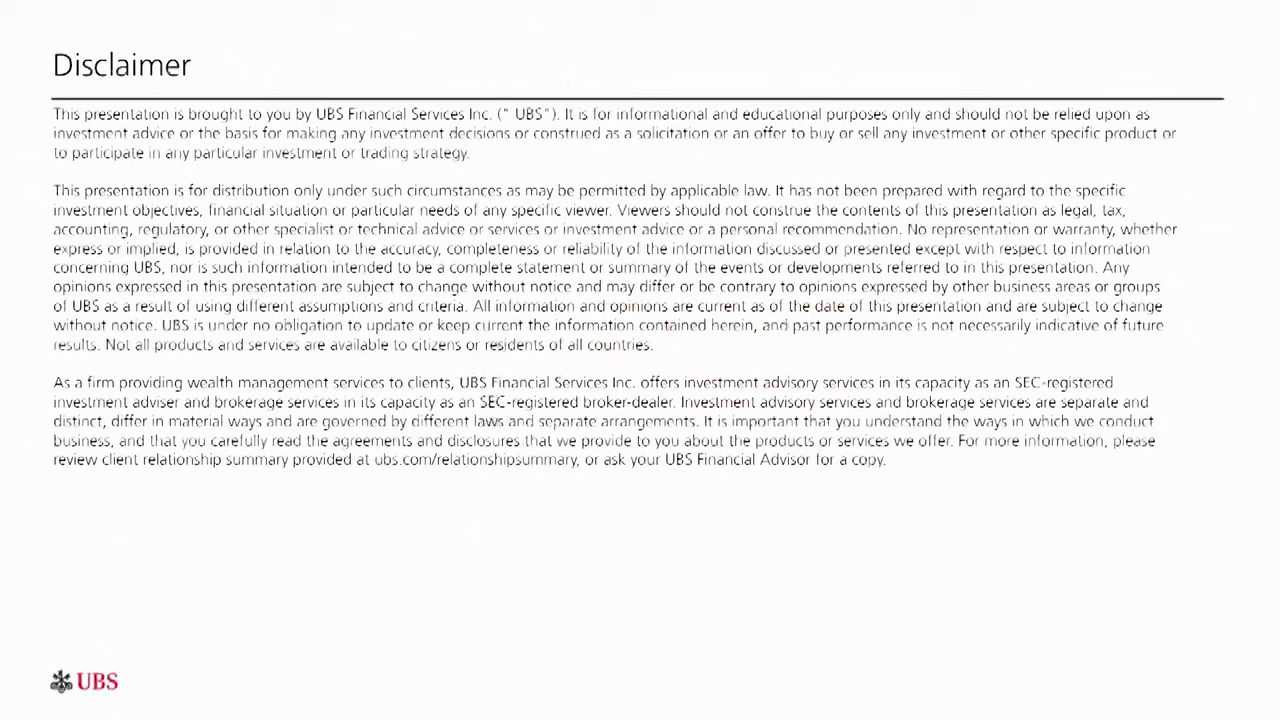 Disclaimer
This presentation is brought to you by UBS Financial Services Inc. (" UBS"). It is for informational and educational purposes only and should not be relied upon as
investment advice or the basis for making any investment decisions or construed as a solicitation or an offer to buy or sell any investment or other specific product or
to participate in any particular investment or trading strategy.
This presentation is for distribution only under such circumstances as may be permitted by applicable law. It has not been prepared with regard to the specific
investment objectives, financial situation or particular needs of any specific viewer. Viewers should not construe the contents of this presentation as legal, tax,
accounting, regulatory, or other specialist or technical advice or services or investment advice or a personal recommendation. No representation or warranty, whether
express or implied, is provided in relation to the accuracy, completeness or reliability of the information discussed or presented except with respect to information
concerning UBS, nor is such information intended to be a complete statement or summary of the events or developments referred to in this presentation. Any
opinions expressed in this presentation are subject to change without notice and may differ or be contrary to opinions expressed by other business areas or groups
of UBS as a result of using different assumptions and criteria. All information and opinions are current as of the date of this presentation and are subject to change
without notice. UBS is under no obligation to update or keep current the information contained herein, and past performance is not necessarily indicative of future
results. Not all products and services are available to citizens or residents of all countries.
As a firm providing wealth management services to clients, UBS Financial Services Inc. offers investment advisory services in its capacity as an SEC-registered
investment adviser and brokerage services in its capacity as an SEC-registered broker-dealer. Investment advisory services and brokerage services are separate and
distinct, differ in material ways and are governed by different laws and separate arrangements. It is important that you understand the ways in which we conduct
business, and that you carefully read the agreements and disclosures that we provide to you about the products or services we offer. For more information, please
review client relationship summary provided at ubs.com/relationshipsummary, or ask your UBS Financial Advisor for a copy.
UBS